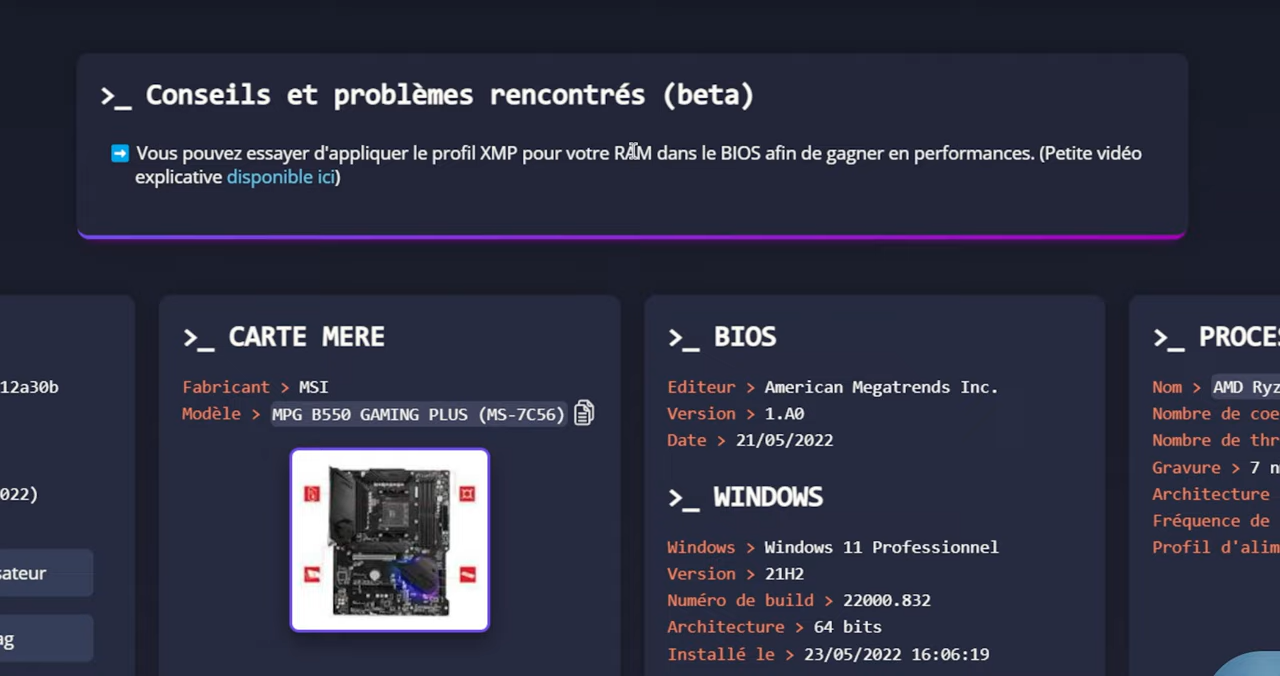 >_ Conseils et problèmes rencontrés (beta)
➡ Vous pouvez essayer d'appliquer le profil XMP pour votre RAM dans le BIOS afin de gagner en performances. (Petite vidéo
explicative disponible ici)
12a30b
022)
sateur
ag
>_ CARTE MERE
Fabricant > MSI
Modèle > MPG B550 GAMING PLUS (MS-7C56)
>_ BIOS
Editeur > American Megatrends Inc.
Version > 1.A0
Date > 21/05/2022
>_ WINDOWS
Windows > Windows 11 Professionnel
Version > 21H2
Numéro de build > 22000.832
Architecture > 64 bits
Installé le > 23/05/2022 16:06:19
>_ PROCES
Nom > AMD Ryz
Nombre de coe
Nombre de thr
Gravure > 7 n
Architecture
Fréquence de
Profil d'alim